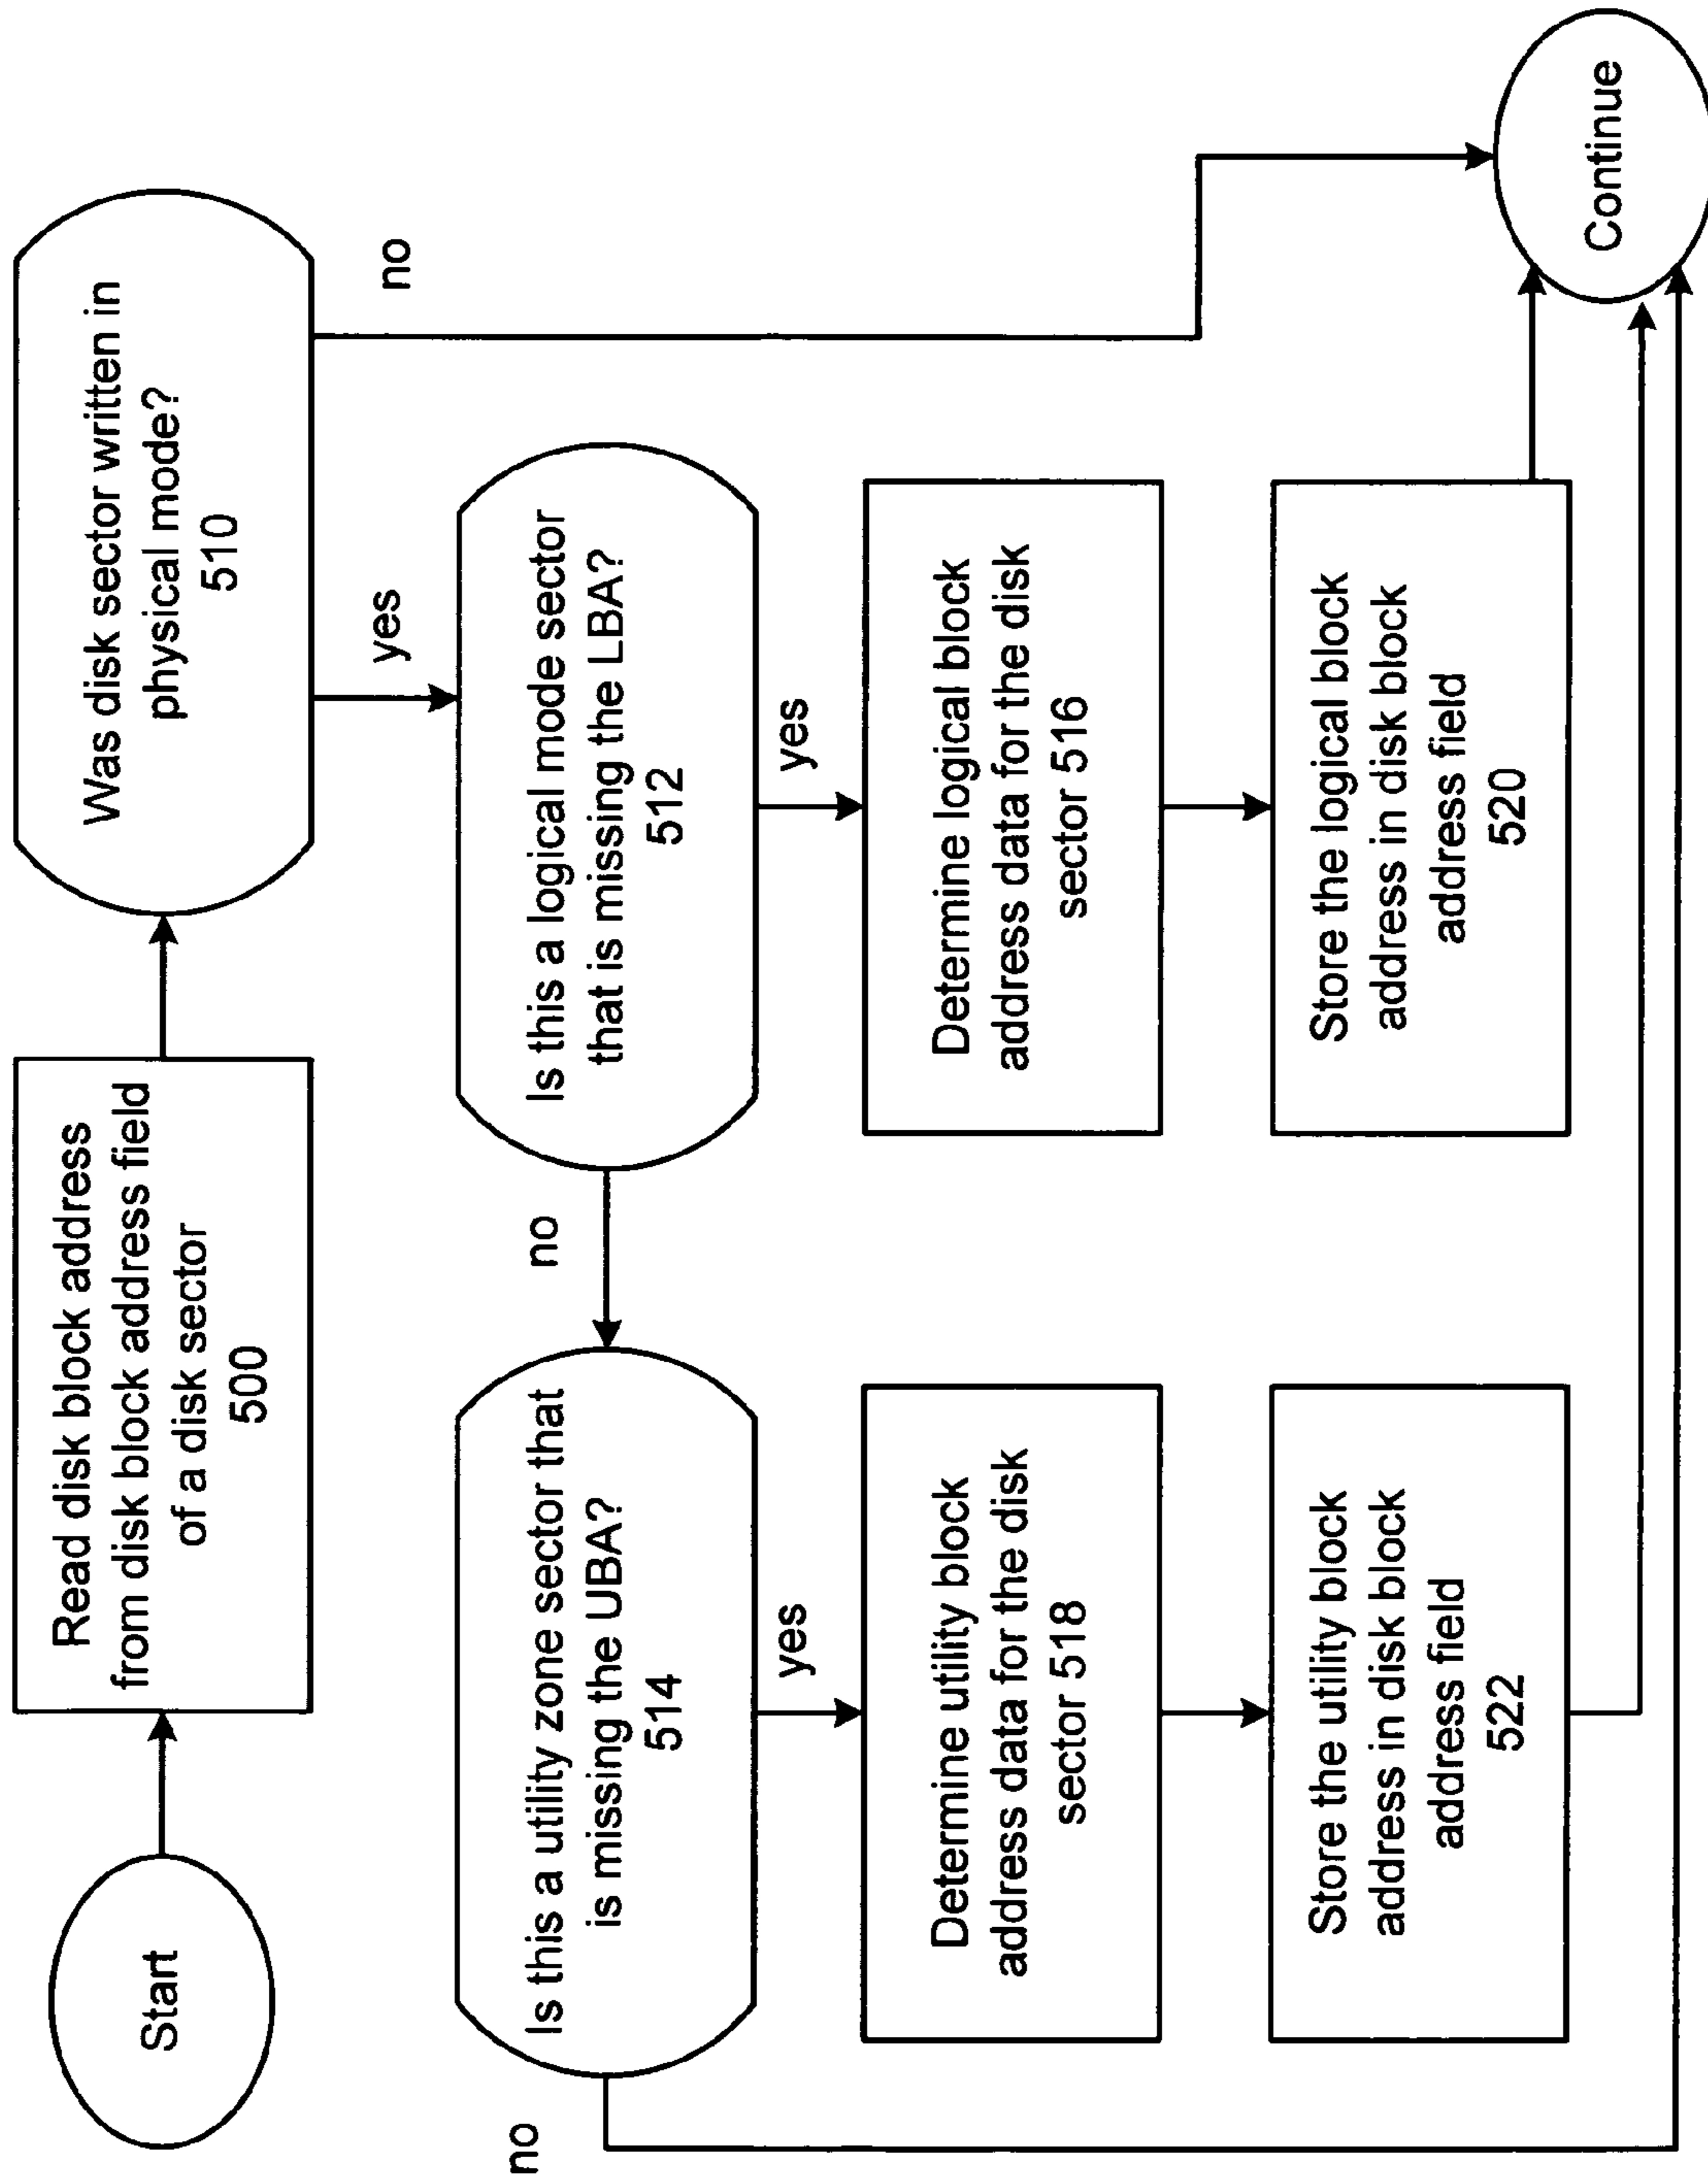 Start
Read disk block address
from disk block address field
of a disk sector
500
Was disk sector written in
physical mode?
510
no
yes
Is this a utility zone sector that
is missing the UBA?
514
no
Is this a logical mode sector
that is missing the LBA?
512
no
yes
yes
Determine utility block
address data for the disk
sector 518
Determine logical block
address data for the disk
sector 516
Store the utility block
address in disk block
address field
522
Store the logical block
address in disk block
address field
520
Continue